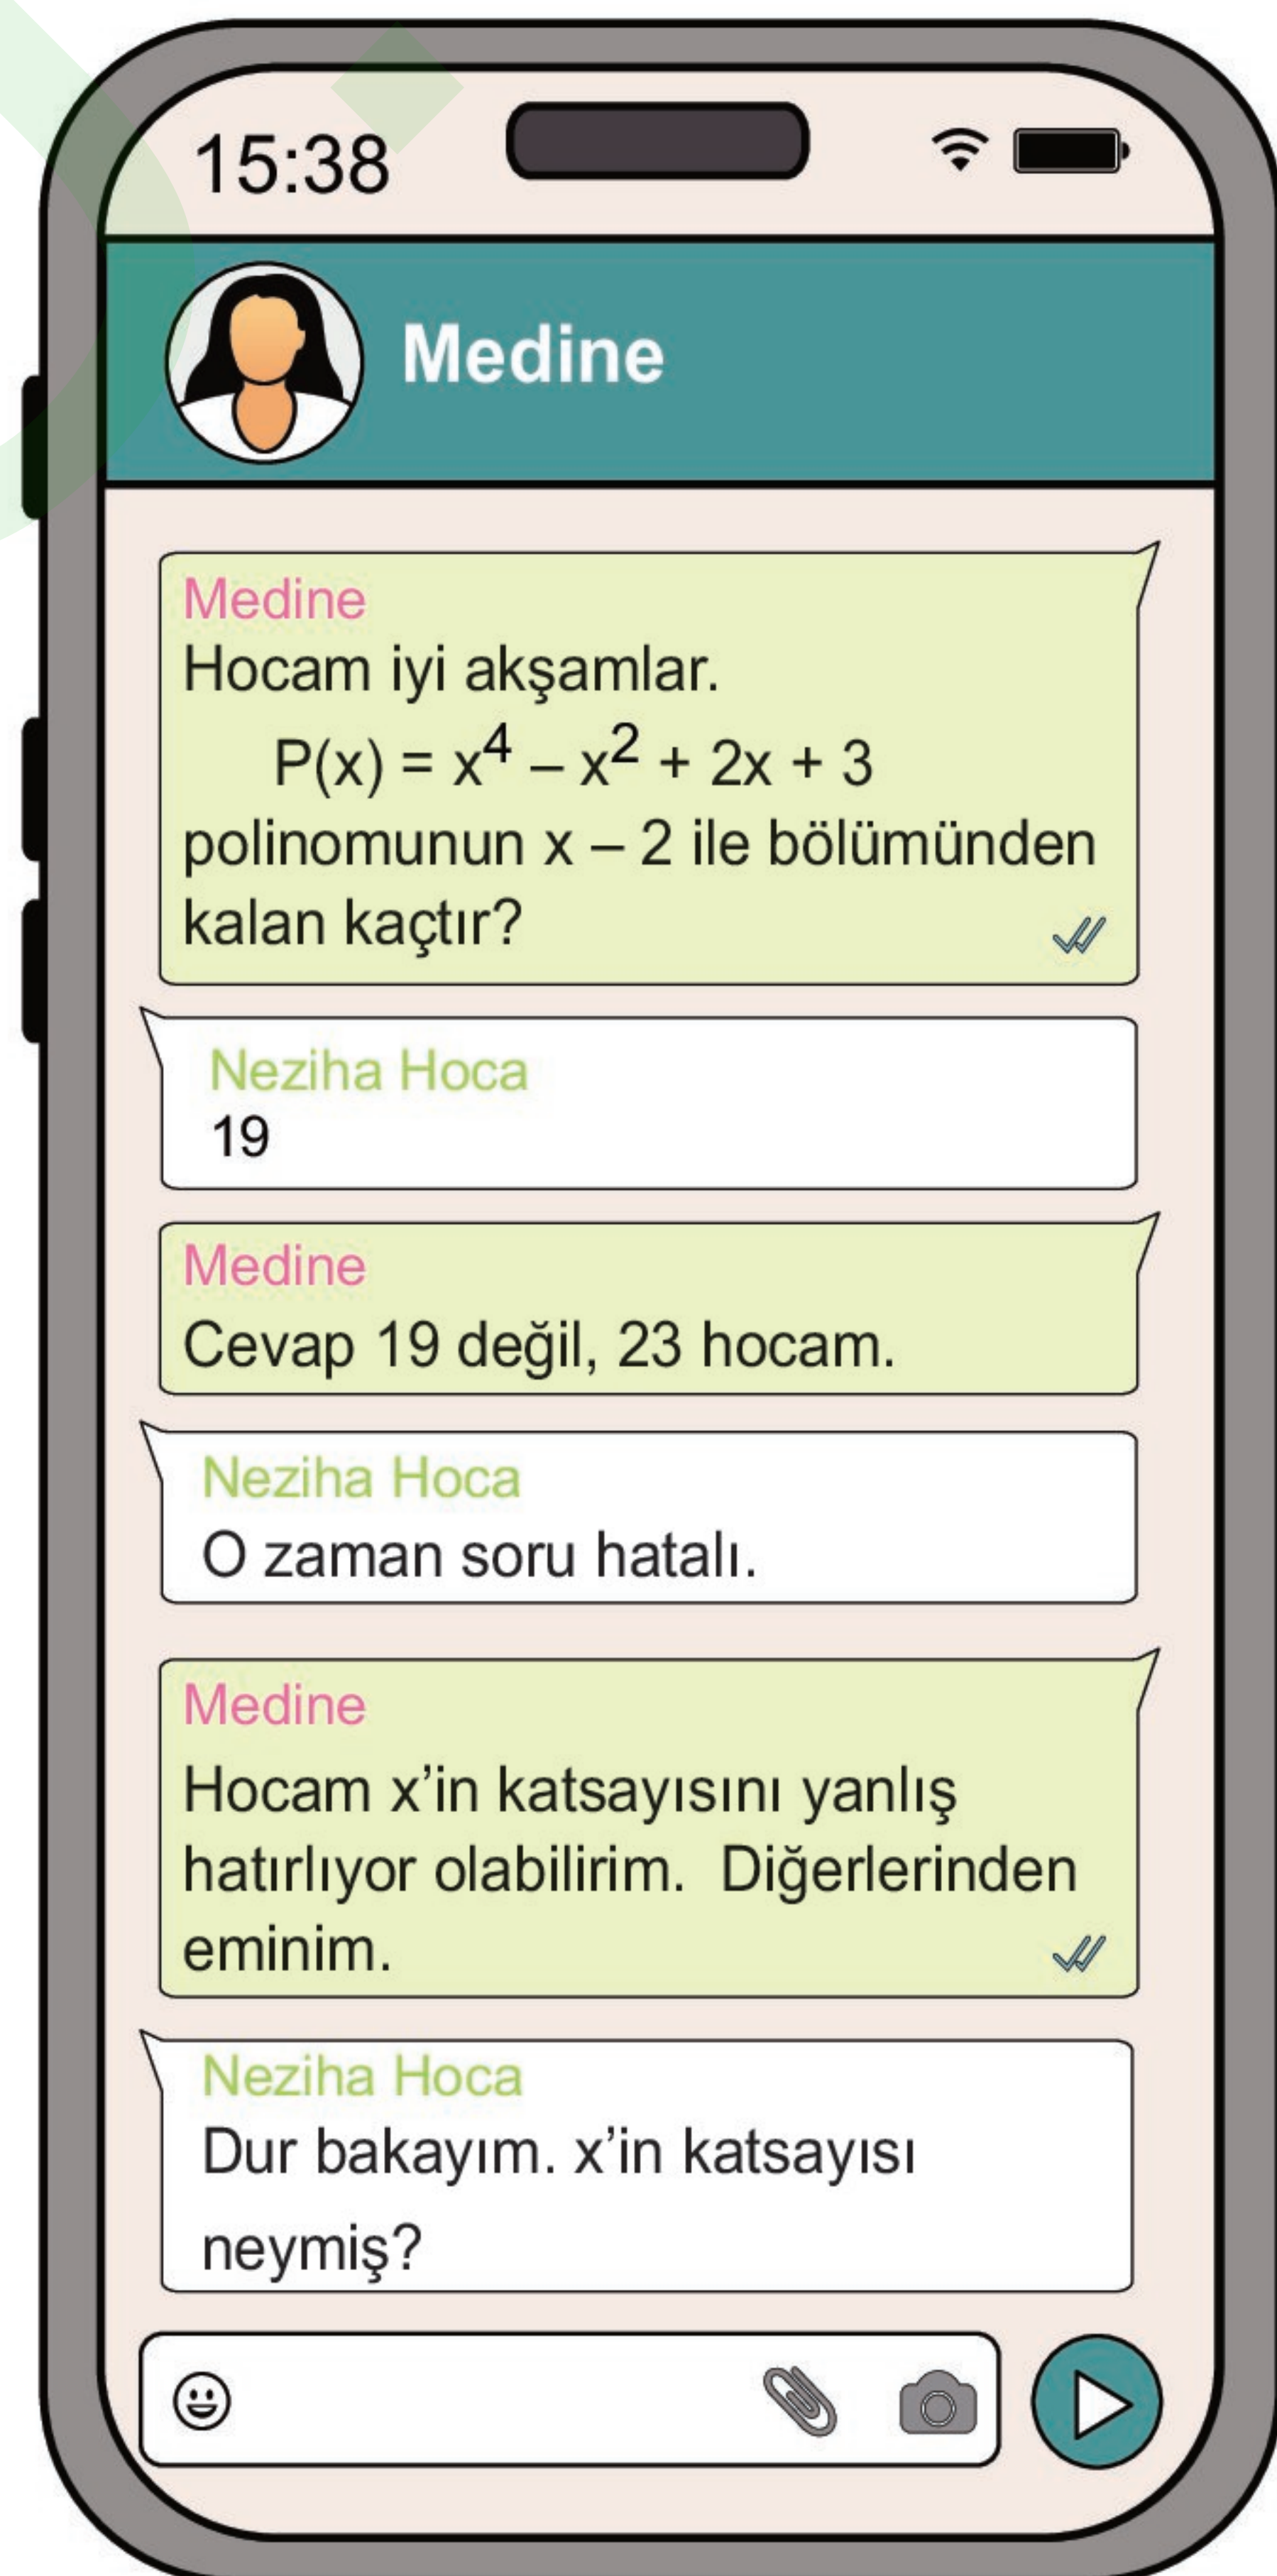 15:38
Medine
Medine
Hocam iyi akşamlar.
P(x) = x⁴ – x² + 2x + 3
polinomunun x – 2 ile bölümünden
kalan kaçtır?
Neziha Hoca
19
Medine
Cevap 19 değil, 23 hocam.
Neziha Hoca
O zaman soru hatalı.
Medine
Hocam x’in katsayısını yanlış
hatırlıyor olabilirim. Diğerlerinden
eminim.
Neziha Hoca
Dur bakayım. x’in katsayısı
neymiş?